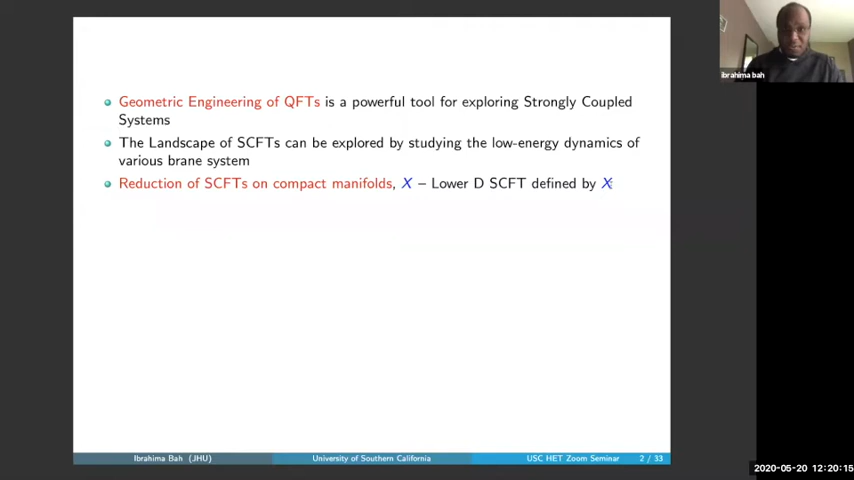 Geometric Engineering of QFTs is a powerful tool for exploring Strongly Coupled
Systems
The Landscape of SCFTs can be explored by studying the low-energy dynamics of
various brane system
Reduction of SCFTs on compact manifolds, X – Lower D SCFT defined by X
ibrahima bah
Ibrahima Bah (JHU)
University of Southern California
USC HET Zoom Seminar
2 / 33
2020-05-20 12:20:15